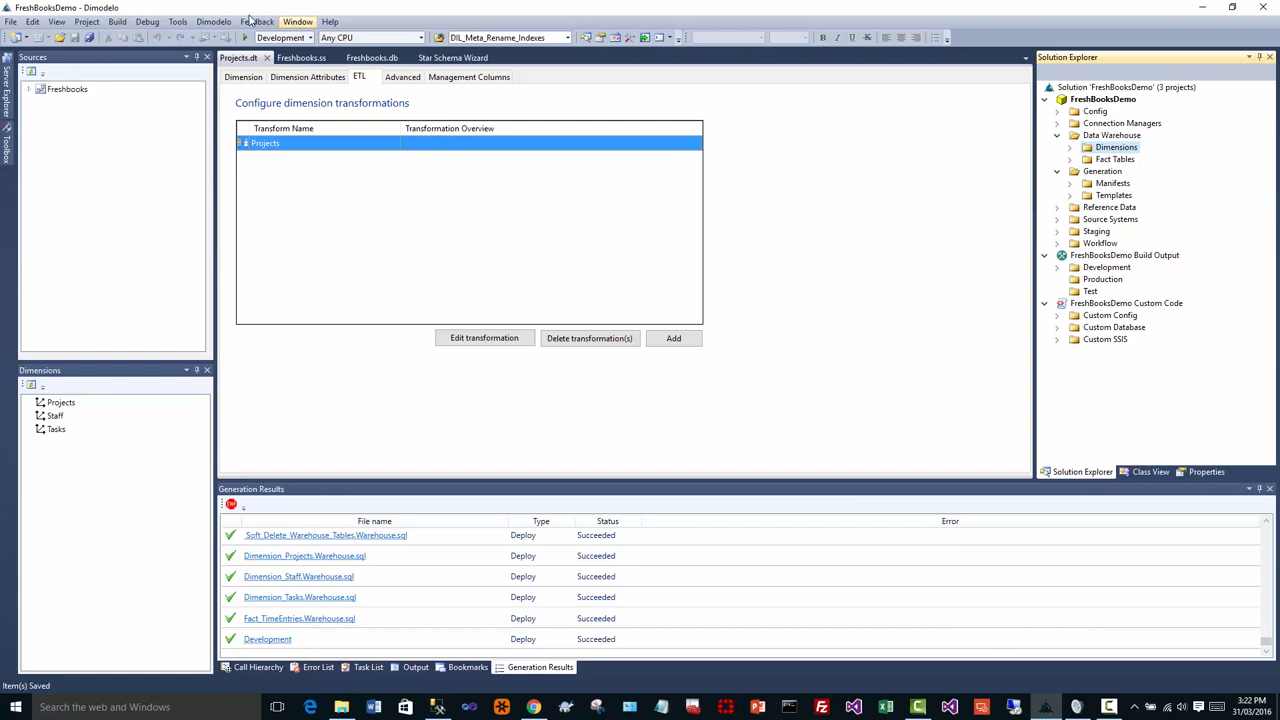 FreshBooksDemo - Dimodelo
File Edit View Project Build Debug Tools Dimodelo Feedback Window Help
Development Any CPU DIL_Meta_Rename_Indexes
Server Explorer
Toolbox
Sources
Freshbooks
Dimensions
Projects
Staff
Tasks
Projects.dt Freshbooks.ss Freshbooks.db Star Schema Wizard
Dimension Dimension Attributes ETL Advanced Management Columns
Configure dimension transformations
Transform Name Transformation Overview
Projects
Edit transformation Delete transformation(s) Add
Generation Results
File name Type Status Error
_Soft_Delete_Warehouse_Tables.Warehouse.sql Deploy Succeeded
Dimension_Projects.Warehouse.sql Deploy Succeeded
Dimension_Staff.Warehouse.sql Deploy Succeeded
Dimension_Tasks.Warehouse.sql Deploy Succeeded
Fact_TimeEntries.Warehouse.sql Deploy Succeeded
Development Deploy Succeeded
Call Hierarchy Error List Task List Output Bookmarks Generation Results
Solution Explorer
Solution 'FreshBooksDemo' (3 projects)
FreshBooksDemo
Config
Connection Managers
Data Warehouse
Dimensions
Fact Tables
Generation
Manifests
Templates
Reference Data
Source Systems
Staging
Workflow
FreshBooksDemo Build Output
Development
Production
Test
FreshBooksDemo Custom Code
Custom Config
Custom Database
Custom SSIS
Solution Explorer Class View Properties
Item(s) Saved
Search the web and Windows
3:22 PM
31/03/2016